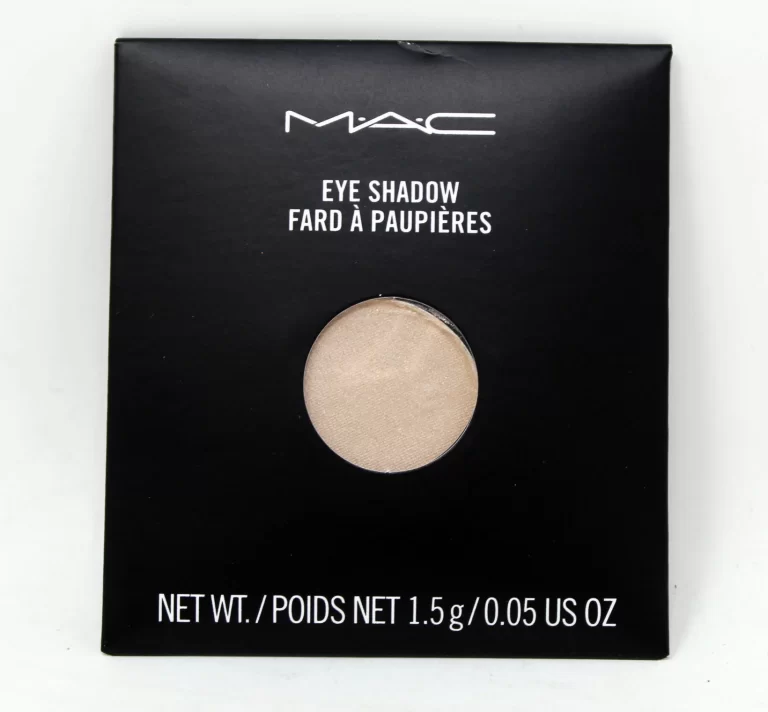 M·A·C
EYE SHADOW
FARD À PAUPIÈRES
NET WT. / POIDS NET 1.5 g / 0.05 US OZ